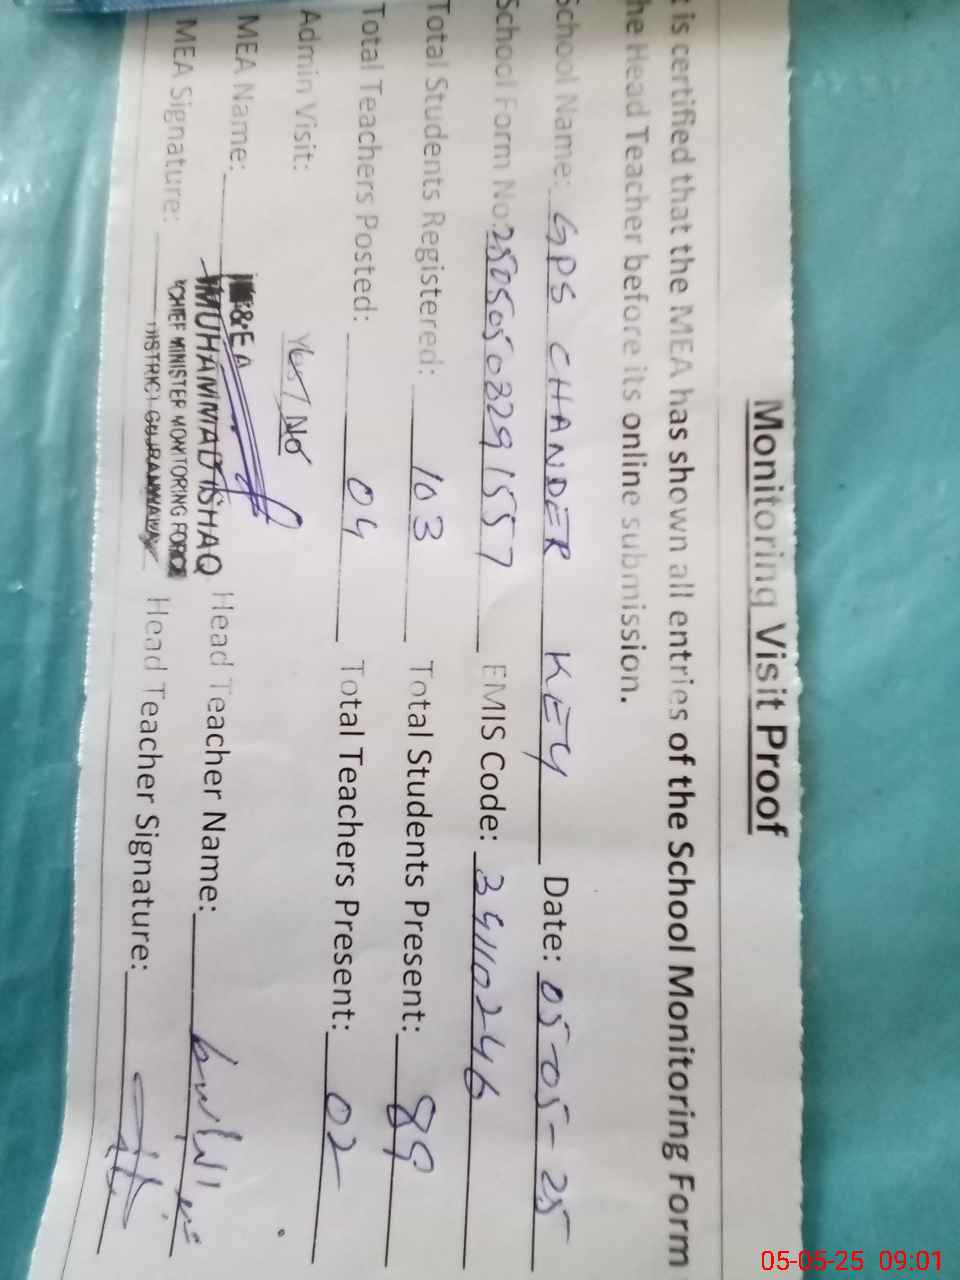 Monitoring Visit Proof
t is certified that the MEA has shown all entries of the School Monitoring Form
he Head Teacher before its online submission.
School Name: GPS CHANDER KEY Date: 05-05-25
School Form No: 2505050829157 EMIS Code: 34110246
Total Students Registered: 103 Total Students Present: 89
Total Teachers Posted: 04 Total Teachers Present: 02
Admin Visit: Yes / No
MEA Name: Head Teacher Name:
MEA Signature: Head Teacher Signature:
MUHAMMAD ISHAQ
CHIEF MINISTER MONITORING FORCE
DISTRICT GUJRANWALA
05-05-25 09:01